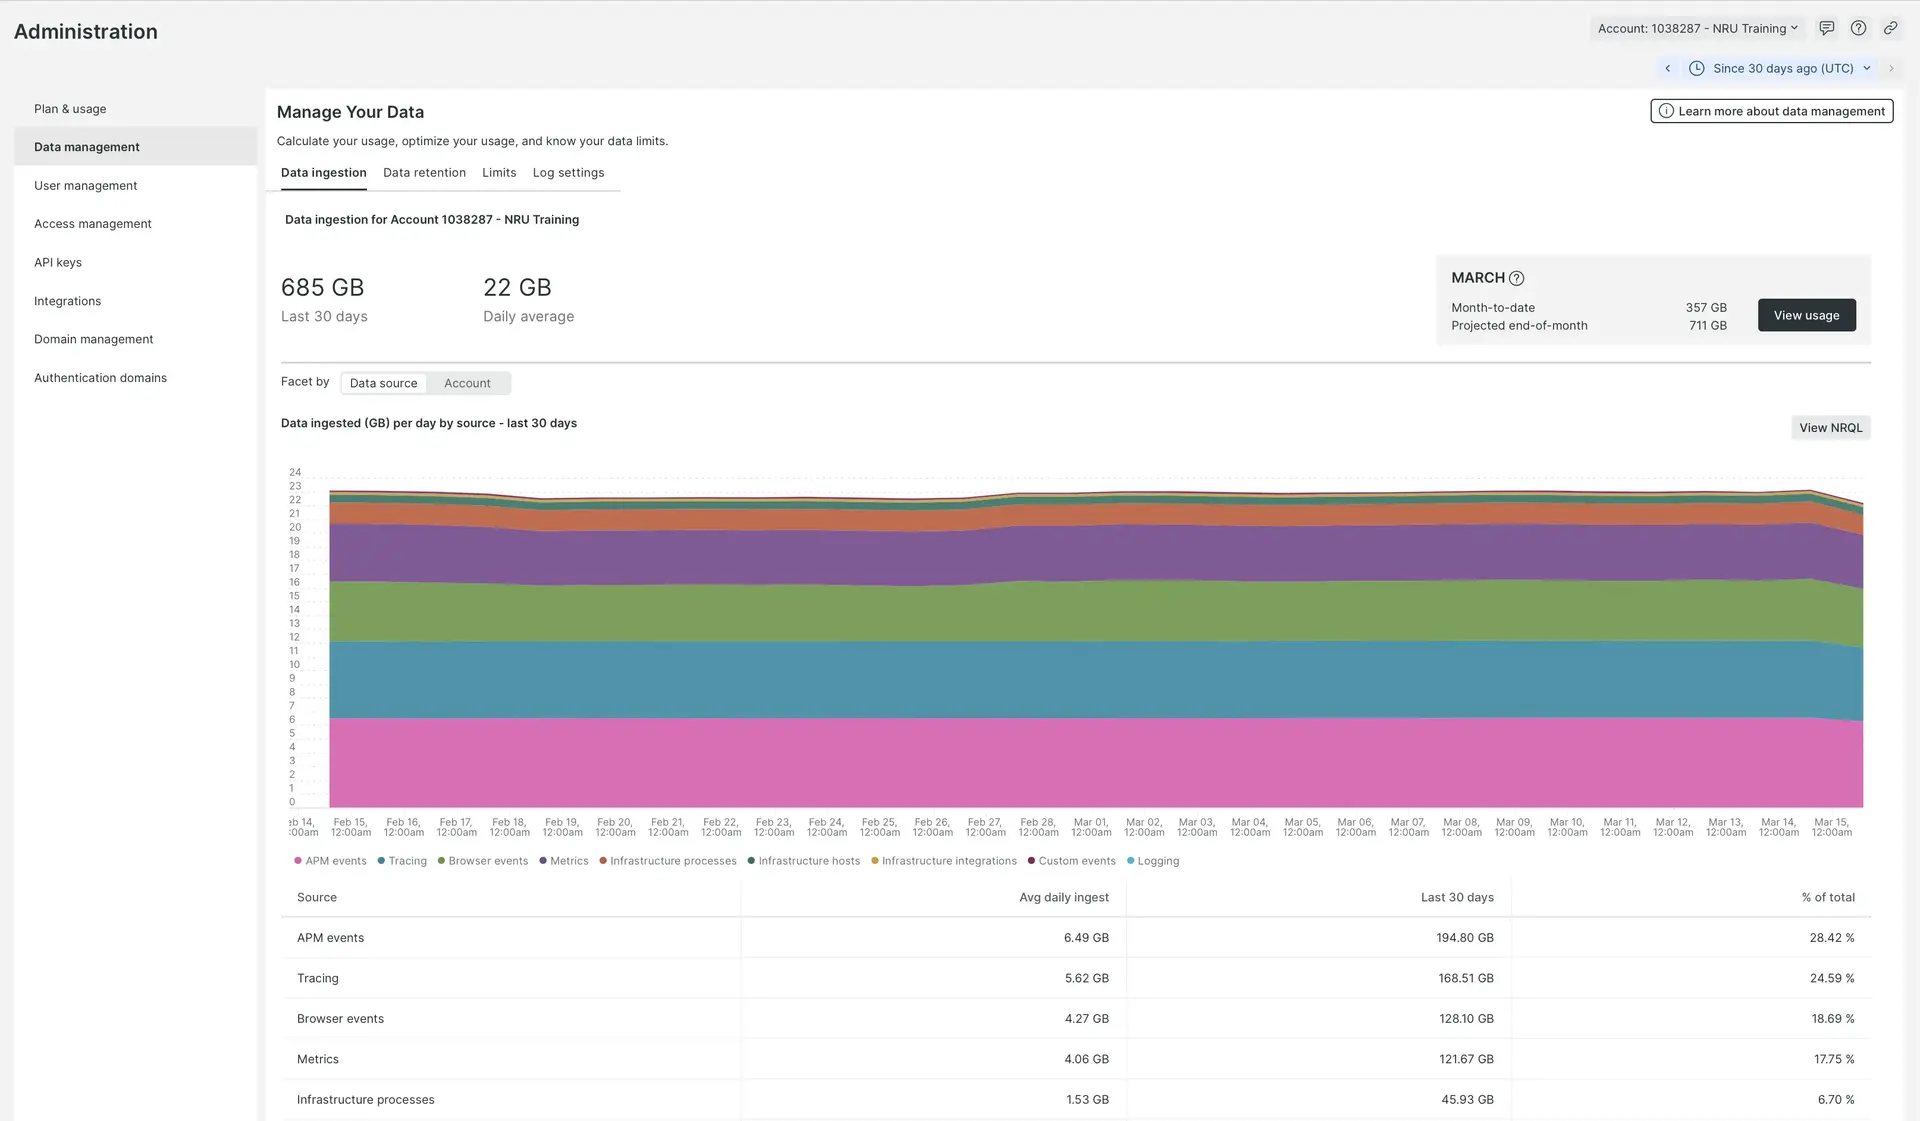 Administration
Account: 1038287 - NRU Training
Since 30 days ago (UTC)
Plan & usage
Data management
User management
Access management
API keys
Integrations
Domain management
Authentication domains
Manage Your Data
Learn more about data management
Calculate your usage, optimize your usage, and know your data limits.
Data ingestion Data retention Limits Log settings
Data ingestion for Account 1038287 - NRU Training
685 GB 22 GB
Last 30 days Daily average
MARCH
Month-to-date 357 GB
Projected end-of-month 711 GB
View usage
Facet by Data source Account
Data ingested (GB) per day by source - last 30 days
View NRQL
24
23
22
21
20
19
18
17
16
15
14
13
12
11
10
9
8
7
6
5
4
3
2
1
0
eb 14, Feb 15, Feb 16, Feb 17, Feb 18, Feb 19, Feb 20, Feb 21, Feb 22, Feb 23, Feb 24, Feb 25, Feb 26, Feb 27, Feb 28, Mar 01, Mar 02, Mar 03, Mar 04, Mar 05, Mar 06, Mar 07, Mar 08, Mar 09, Mar 10, Mar 11, Mar 12, Mar 13, Mar 14, Mar 15,
:00am 12:00am 12:00am 12:00am 12:00am 12:00am 12:00am 12:00am 12:00am 12:00am 12:00am 12:00am 12:00am 12:00am 12:00am 12:00am 12:00am 12:00am 12:00am 12:00am 12:00am 12:00am 12:00am 12:00am 12:00am 12:00am 12:00am 12:00am 12:00am 12:00am
APM events Tracing Browser events Metrics Infrastructure processes Infrastructure hosts Infrastructure integrations Custom events Logging
Source Avg daily ingest Last 30 days % of total
APM events 6.49 GB 194.80 GB 28.42 %
Tracing 5.62 GB 168.51 GB 24.59 %
Browser events 4.27 GB 128.10 GB 18.69 %
Metrics 4.06 GB 121.67 GB 17.75 %
Infrastructure processes 1.53 GB 45.93 GB 6.70 %